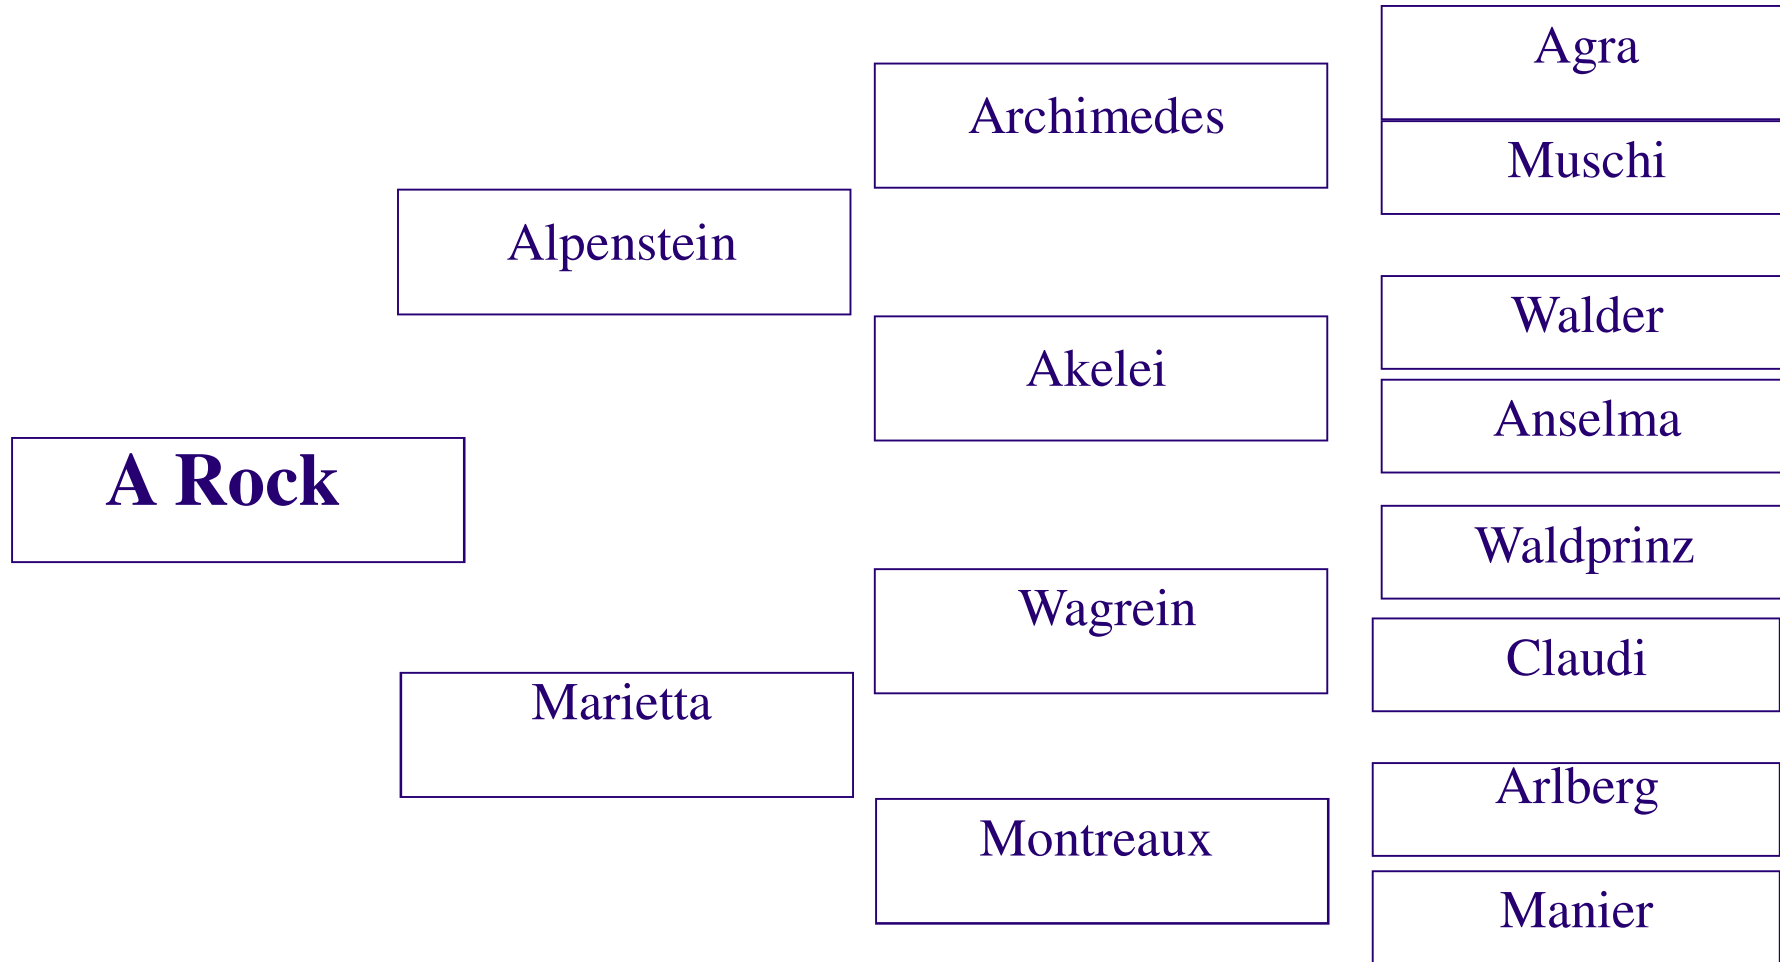 Agra
Archimedes
Muschi
Alpenstein
Walder
Akelei
Anselma
A Rock
Waldprinz
Wagrein
Claudi
Marietta
Arlberg
Montreaux
Manier